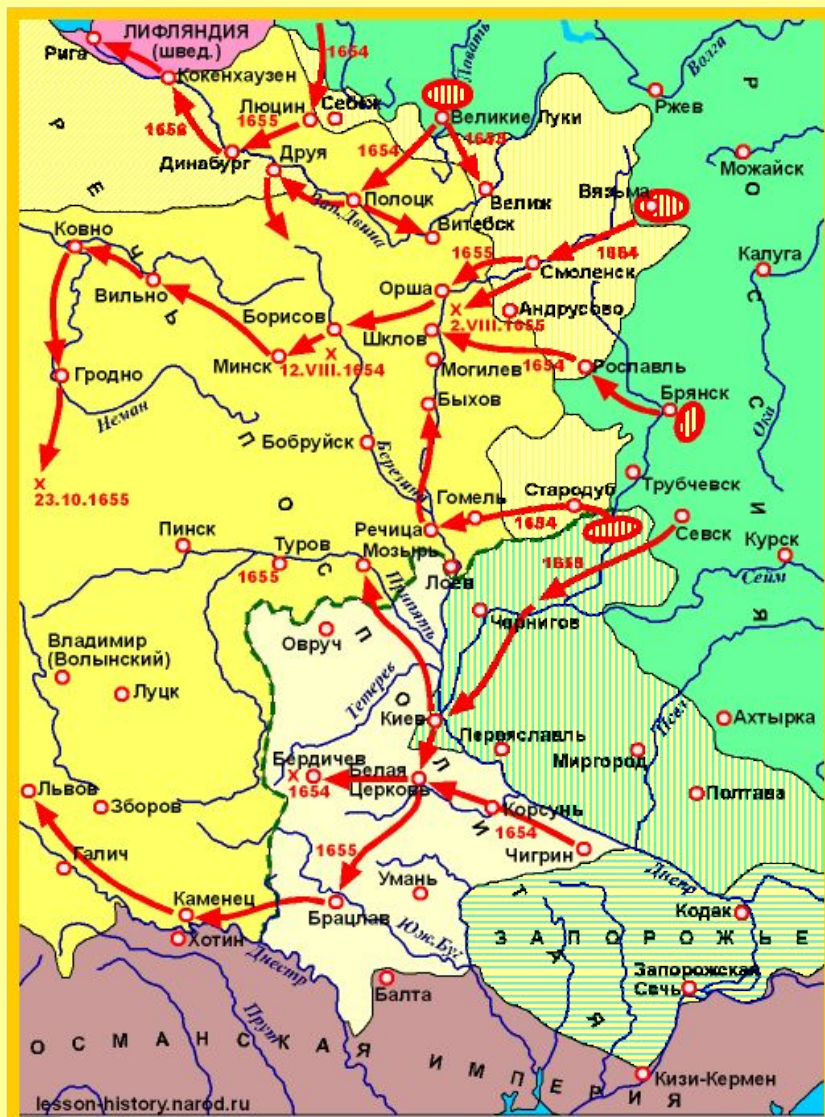 ЛИФЛЯНДИЯ
(швед.)
Рига
Кокенхаузен
1654
Ловать
Волга
Р
О
С
С
И
Я
Ржев
Люцин
Себеж
Великие Луки
1655
1654
Динабург
Друя
Полоцк
Зап.Двина
Велиж
Витебск
Можайск
Вязьма
Р
Е
Ч
Ь
Ковно
Вильно
Орша
1655
Смоленск
Калуга
Андрусово
X
2.VIII.1655
Борисов
Шклов
Минск
X
12.VIII.1654
Могилев
1654
Рославль
Гродно
Неман
Быхов
Брянск
Ока
П
О
С
П
О
Л
И
Т
А
Я
Бобруйск
Березина
X
23.10.1655
Гомель
Стародуб
Трубчевск
Речица
Севск
Пинск
Туров
1655
Мозырь
Лоев
Припять
Курск
Сейм
Чернигов
Овруч
Владимир
(Волынский)
Луцк
Тетерев
Киев
Переяславль
Псел
Ахтырка
Миргород
Бердичев
X
1654
Белая
Церковь
Полтава
Львов
Зборов
Корсунь
1654
Чигрин
Галич
1655
Умань
Днепр
Каменец
Брацлав
Юж.Буг
Кодак
Хотин
Днестр
ЗАПОРОЖЬЕ
Запорожская
Сечь
Балта
Прут
ОСМАНСКАЯ ИМПЕРИЯ
Кизи-Кермен
lesson-history.narod.ru